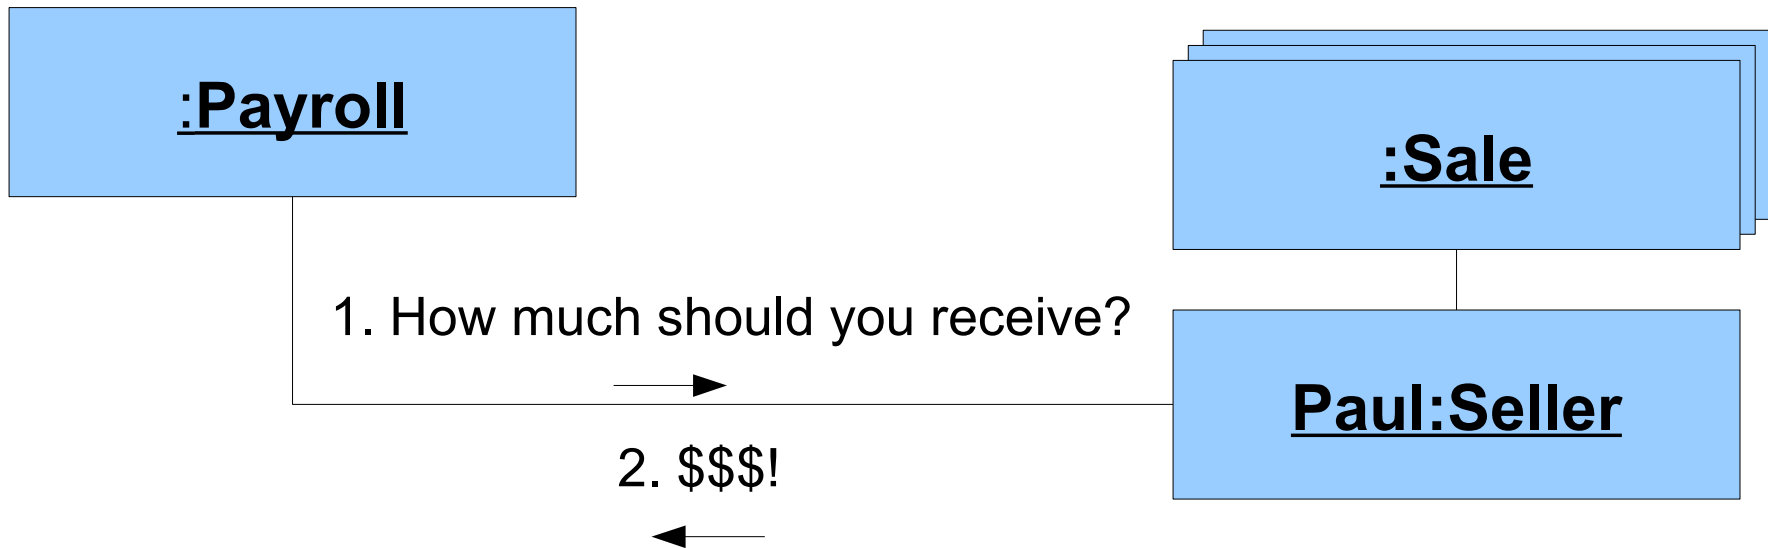 :Payroll
:Sale
1. How much should you receive?
Paul:Seller
2. $$$!